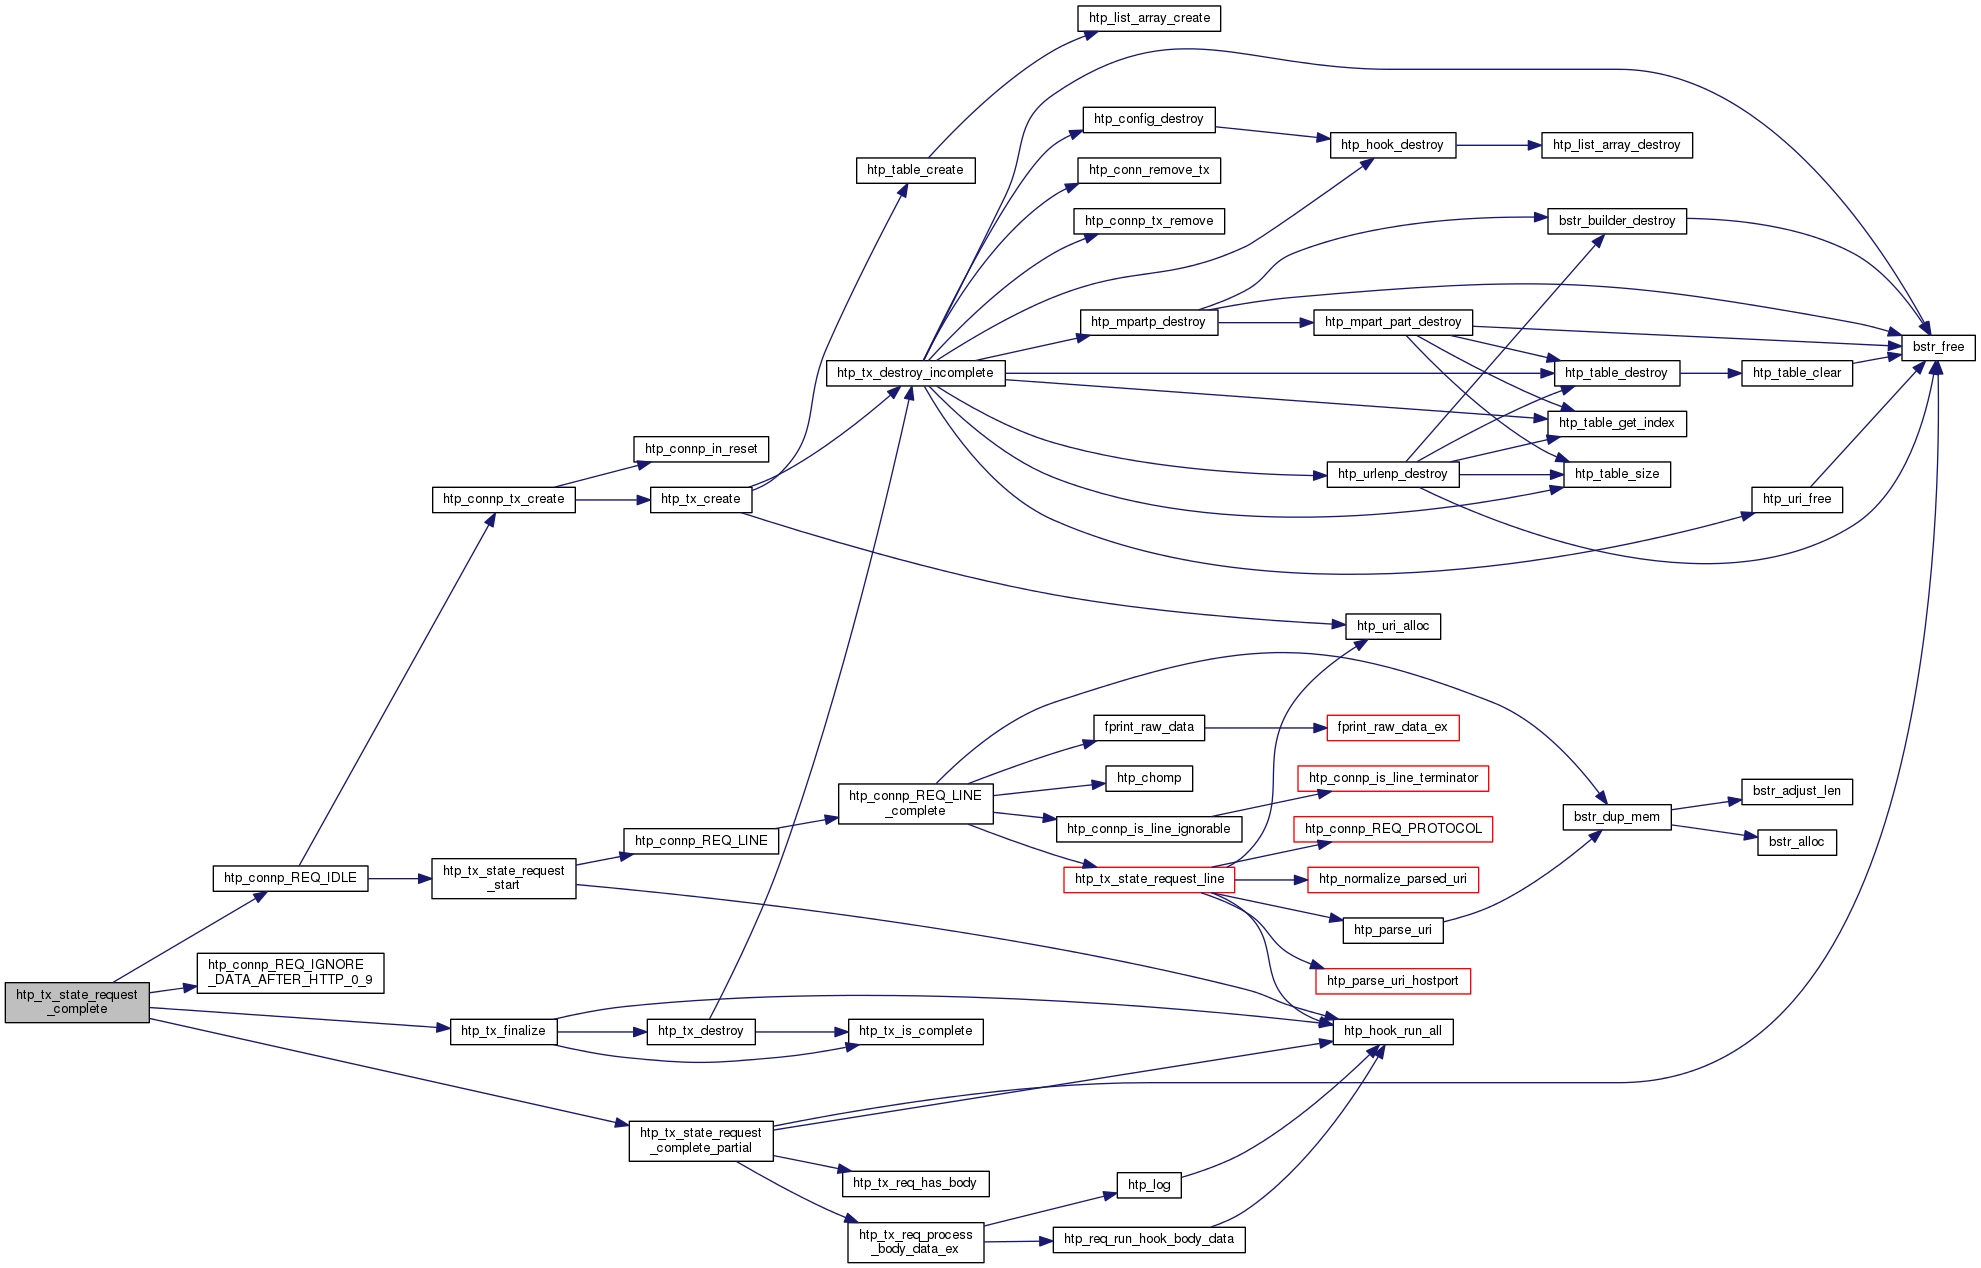 htp_list_array_create
htp_config_destroy
htp_hook_destroy
htp_list_array_destroy
htp_table_create
htp_conn_remove_tx
htp_connp_tx_remove
bstr_builder_destroy
htp_mpartp_destroy
htp_mpart_part_destroy
bstr_free
htp_tx_destroy_incomplete
htp_table_destroy
htp_table_clear
htp_table_get_index
htp_connp_in_reset
htp_urlenp_destroy
htp_table_size
htp_connp_tx_create
htp_tx_create
htp_uri_free
htp_uri_alloc
fprint_raw_data
fprint_raw_data_ex
htp_chomp
htp_connp_is_line_terminator
bstr_adjust_len
htp_connp_REQ_LINE
_complete
bstr_dup_mem
htp_connp_is_line_ignorable
htp_connp_REQ_PROTOCOL
htp_connp_REQ_LINE
bstr_alloc
htp_connp_REQ_IDLE
htp_tx_state_request
_start
htp_tx_state_request_line
htp_normalize_parsed_uri
htp_parse_uri
htp_connp_REQ_IGNORE
_DATA_AFTER_HTTP_0_9
htp_parse_uri_hostport
htp_tx_state_request
_complete
htp_tx_finalize
htp_tx_destroy
htp_tx_is_complete
htp_hook_run_all
htp_tx_state_request
_complete_partial
htp_tx_req_has_body
htp_log
htp_tx_req_process
_body_data_ex
htp_req_run_hook_body_data